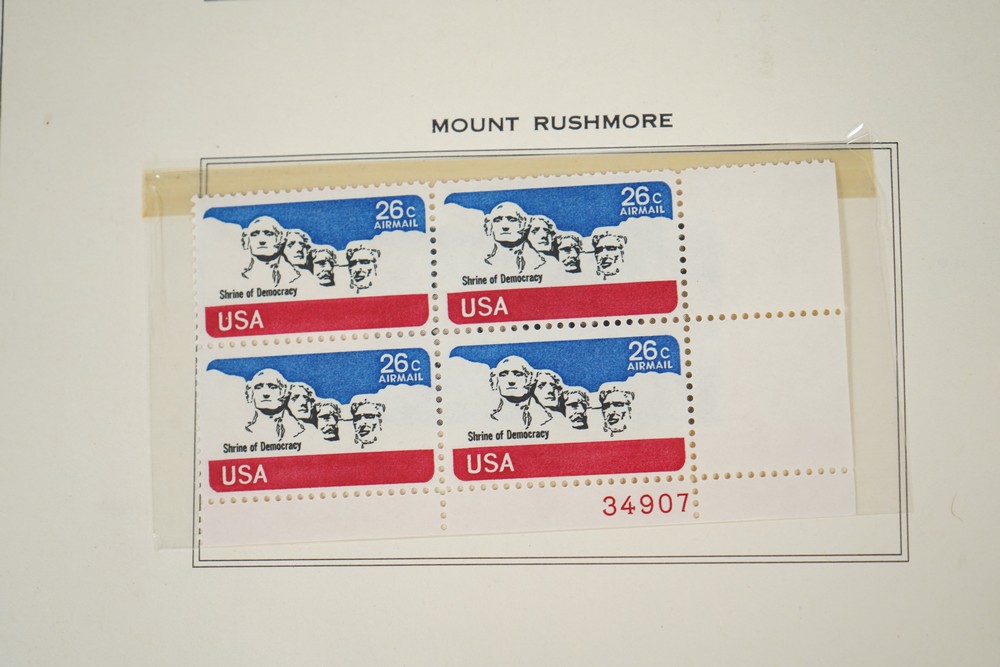 MOUNT RUSHMORE
26c
AIRMAIL
Shrine of Democracy
USA
26c
AIRMAIL
Shrine of Democracy
USA
26c
AIRMAIL
Shrine of Democracy
USA
26c
AIRMAIL
Shrine of Democracy
USA
34907